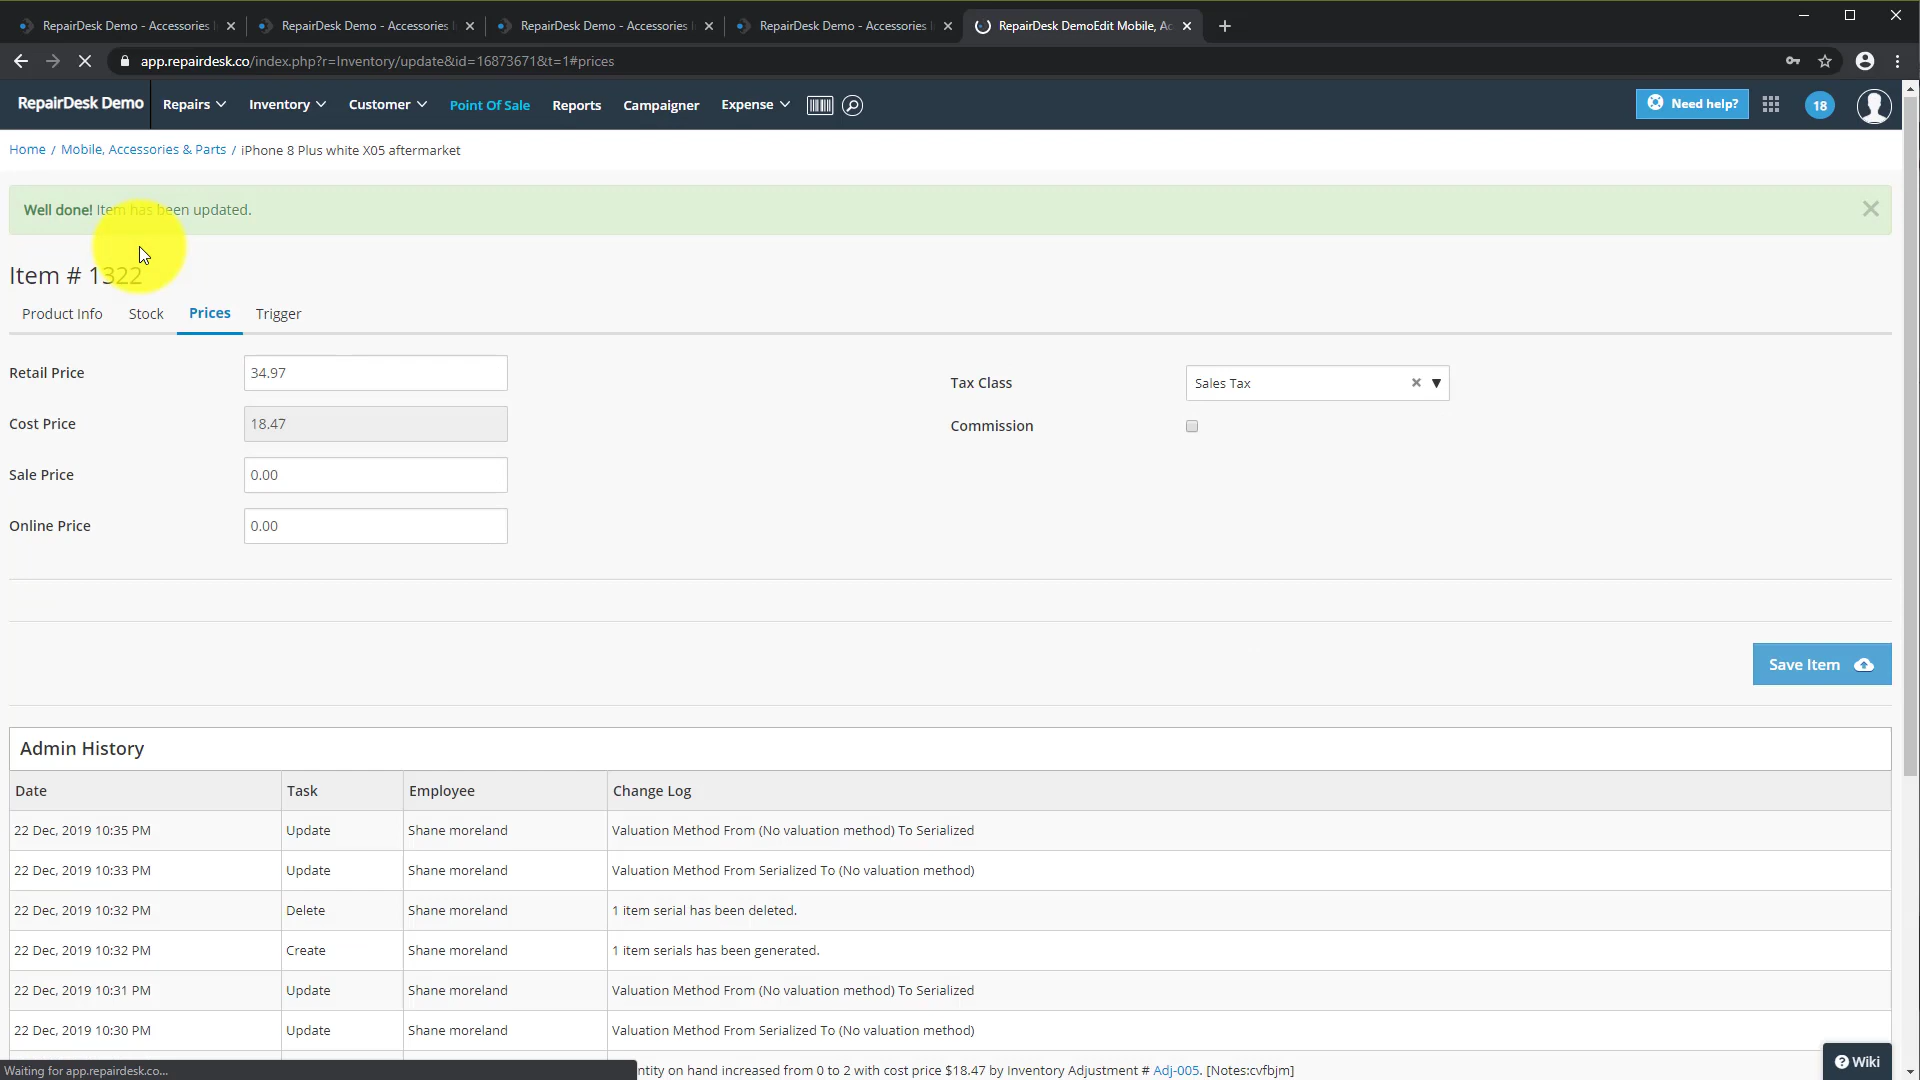 RepairDesk Demo - Accessories
RepairDesk Demo - Accessories
RepairDesk Demo - Accessories
RepairDesk Demo - Accessories
RepairDesk DemoEdit Mobile, Ac
app.repairdesk.co/index.php?r=Inventory/update&id=16873671&t=1#prices
RepairDesk Demo
Repairs
Inventory
Customer
Point Of Sale
Reports
Campaigner
Expense
Need help?
18
Home / Mobile, Accessories & Parts / iPhone 8 Plus white X05 aftermarket
Well done! Item has been updated.
Item # 1322
Product Info
Stock
Prices
Trigger
Retail Price
34.97
Tax Class
Sales Tax
Cost Price
18.47
Commission
Sale Price
0.00
Online Price
0.00
Save Item
Admin History
Date Task Employee Change Log
22 Dec, 2019 10:35 PM Update Shane moreland Valuation Method From (No valuation method) To Serialized
22 Dec, 2019 10:33 PM Update Shane moreland Valuation Method From Serialized To (No valuation method)
22 Dec, 2019 10:32 PM Delete Shane moreland 1 item serial has been deleted.
22 Dec, 2019 10:32 PM Create Shane moreland 1 item serials has been generated.
22 Dec, 2019 10:31 PM Update Shane moreland Valuation Method From (No valuation method) To Serialized
22 Dec, 2019 10:30 PM Update Shane moreland Valuation Method From Serialized To (No valuation method)
Waiting for app.repairdesk.co...
ntity on hand increased from 0 to 2 with cost price $18.47 by Inventory Adjustment # Adj-005. [Notes:cvfbjm]
Wiki